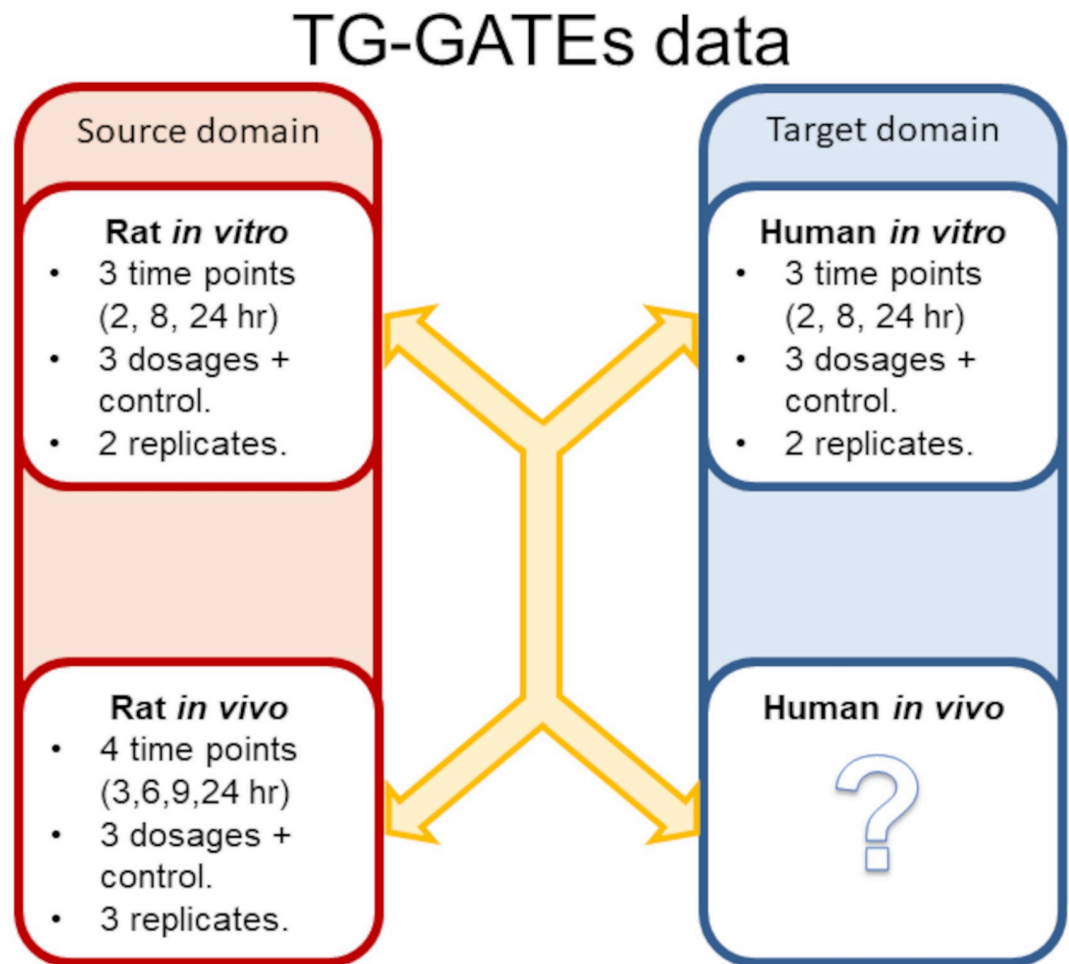 TG-GATEs data
Source domain
Rat in vitro
• 3 time points
(2, 8, 24 hr)
• 3 dosages +
control.
• 2 replicates.
Rat in vivo
• 4 time points
(3,6,9,24 hr)
• 3 dosages +
control.
• 3 replicates.
Target domain
Human in vitro
• 3 time points
(2, 8, 24 hr)
• 3 dosages +
control.
• 2 replicates.
Human in vivo
?